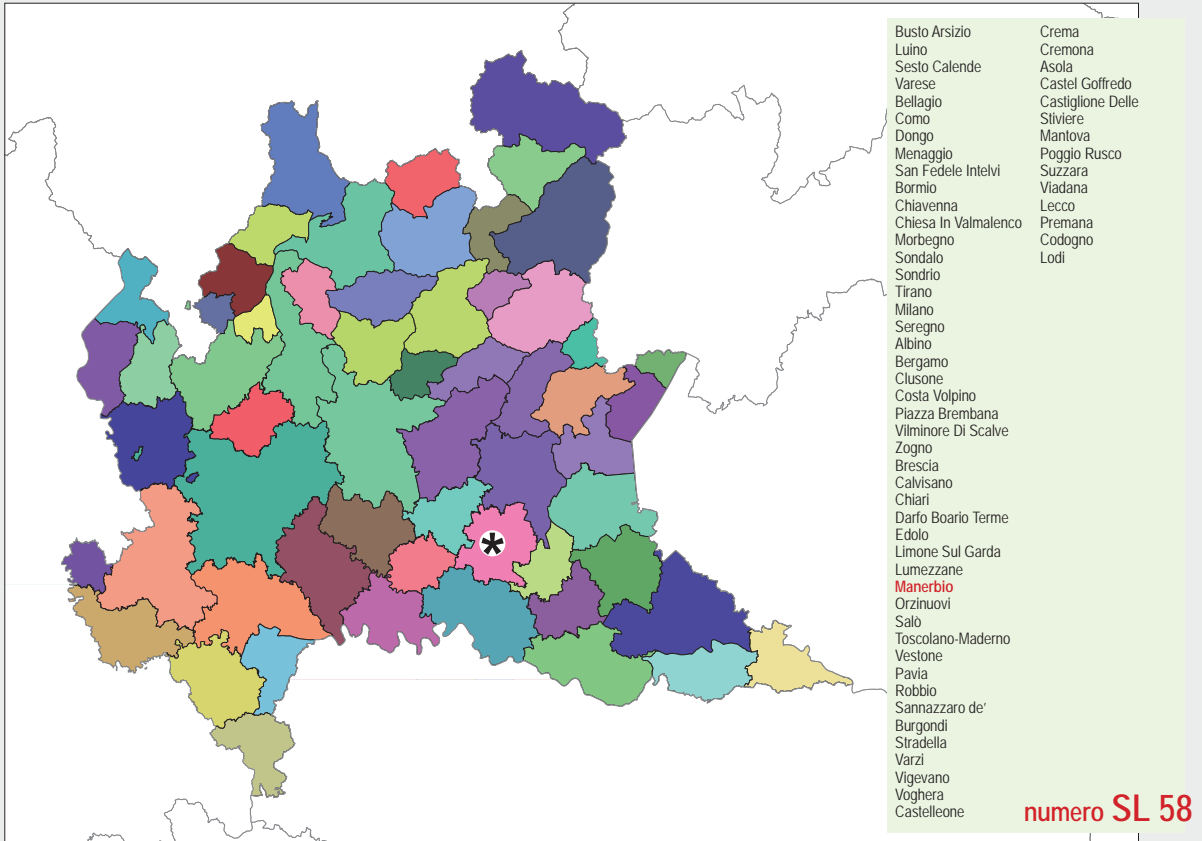 Busto Arsizio
Luino
Sesto Calende
Varese
Bellagio
Como
Dongo
Menaggio
San Fedele Intelvi
Bormio
Chiavenna
Chiesa In Valmalenco
Morbegno
Sondalo
Sondrio
Tirano
Milano
Seregno
Albino
Bergamo
Clusone
Costa Volpino
Piazza Brembana
Vilminore Di Scalve
Zogno
Brescia
Calvisano
Chiari
Darfo Boario Terme
Edolo
Limone Sul Garda
Lumezzane
Manerbio
Orzinuovi
Salò
Toscolano-Maderno
Vestone
Pavia
Robbio
Sannazzaro de'
Burgondi
Stradella
Varzi
Vigevano
Voghera
Castelleone
Crema
Cremona
Asola
Castel Goffredo
Castiglione Delle
Stiviere
Mantova
Poggio Rusco
Suzzara
Viadana
Lecco
Premana
Codogno
Lodi
*
numero SL 58